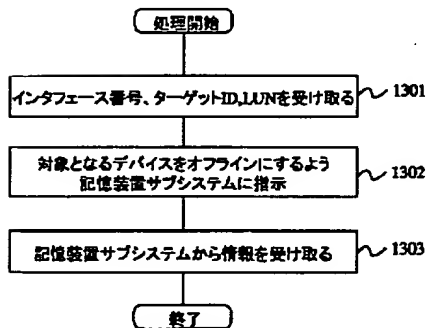 処理開始
インタフェース番号、ターゲットID,LUNを受け取る
1301
対象となるデバイスをオフラインにするよう
記憶装置サブシステムに指示
1302
記憶装置サブシステムから情報を受け取る
1303
終了